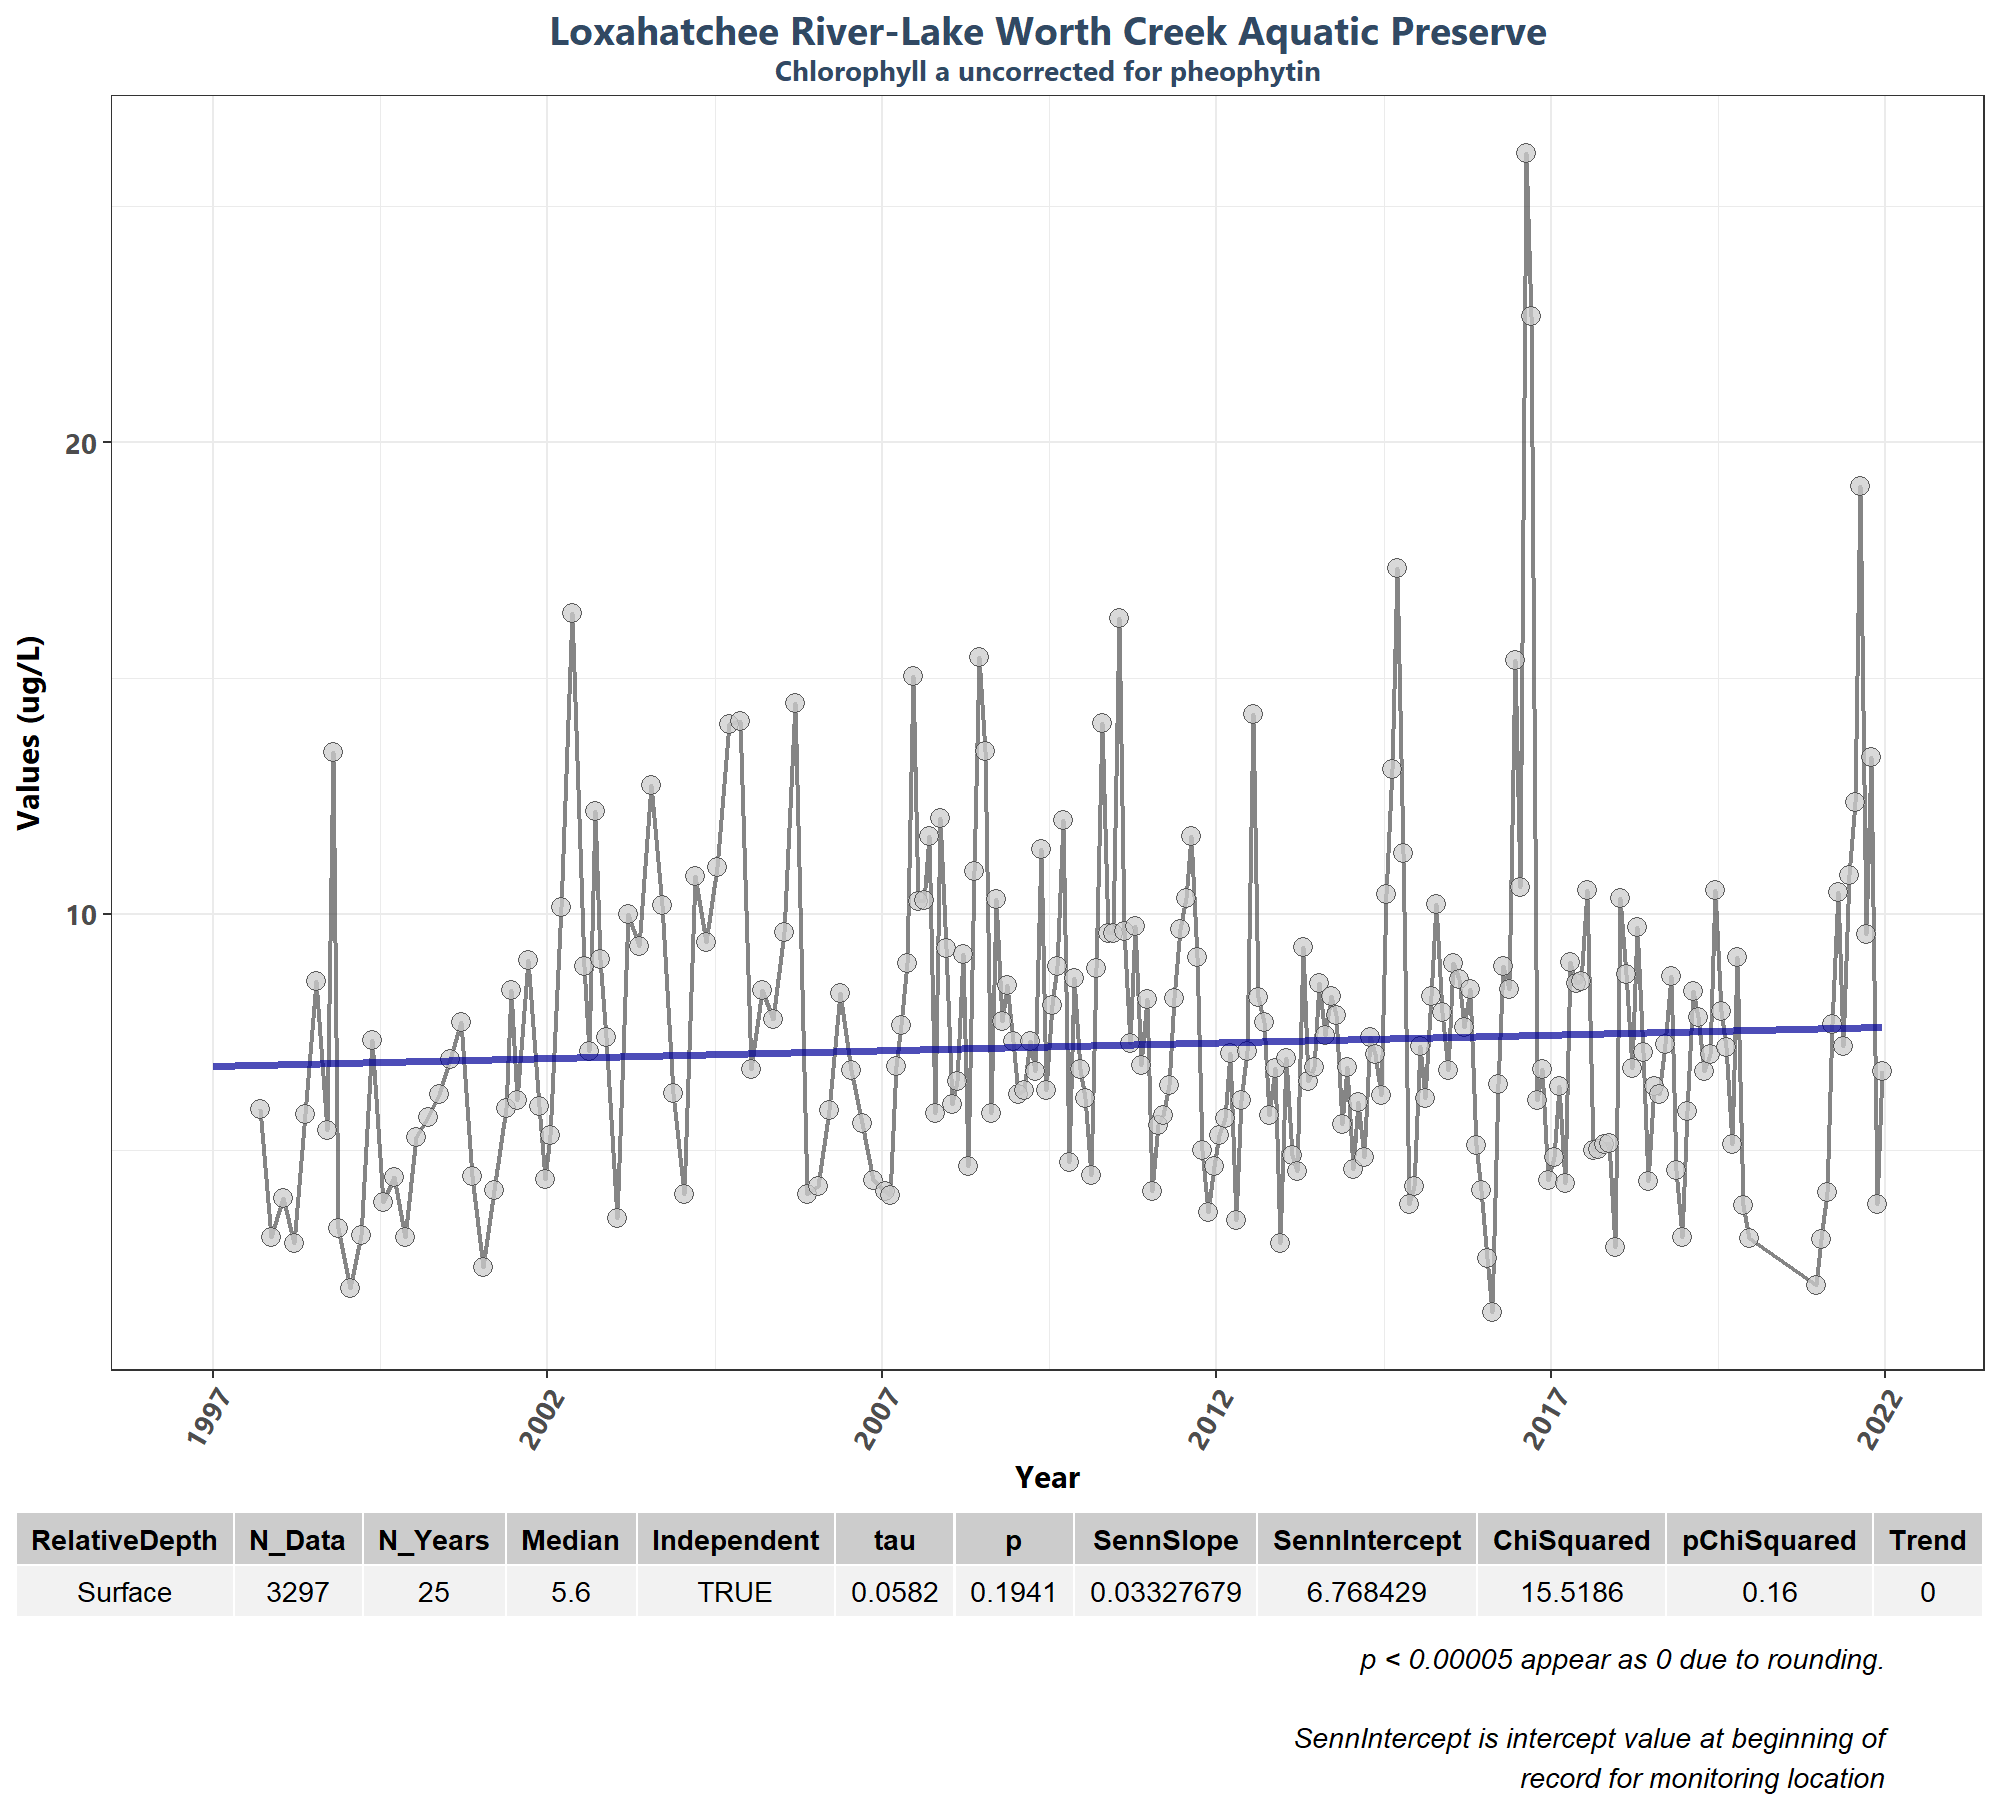 Loxahatchee River-Lake Worth Creek Aquatic Preserve
Chlorophyll a uncorrected for pheophytin
Values (ug/L)
20
10
1997 2002 2007 2012 2017 2022
Year
RelativeDepth N_Data N_Years Median Independent tau p SennSlope SennIntercept ChiSquared pChiSquared Trend
Surface 3297 25 5.6 TRUE 0.0582 0.1941 0.03327679 6.768429 15.5186 0.16 0
p < 0.00005 appear as 0 due to rounding.
SennIntercept is intercept value at beginning of
record for monitoring location